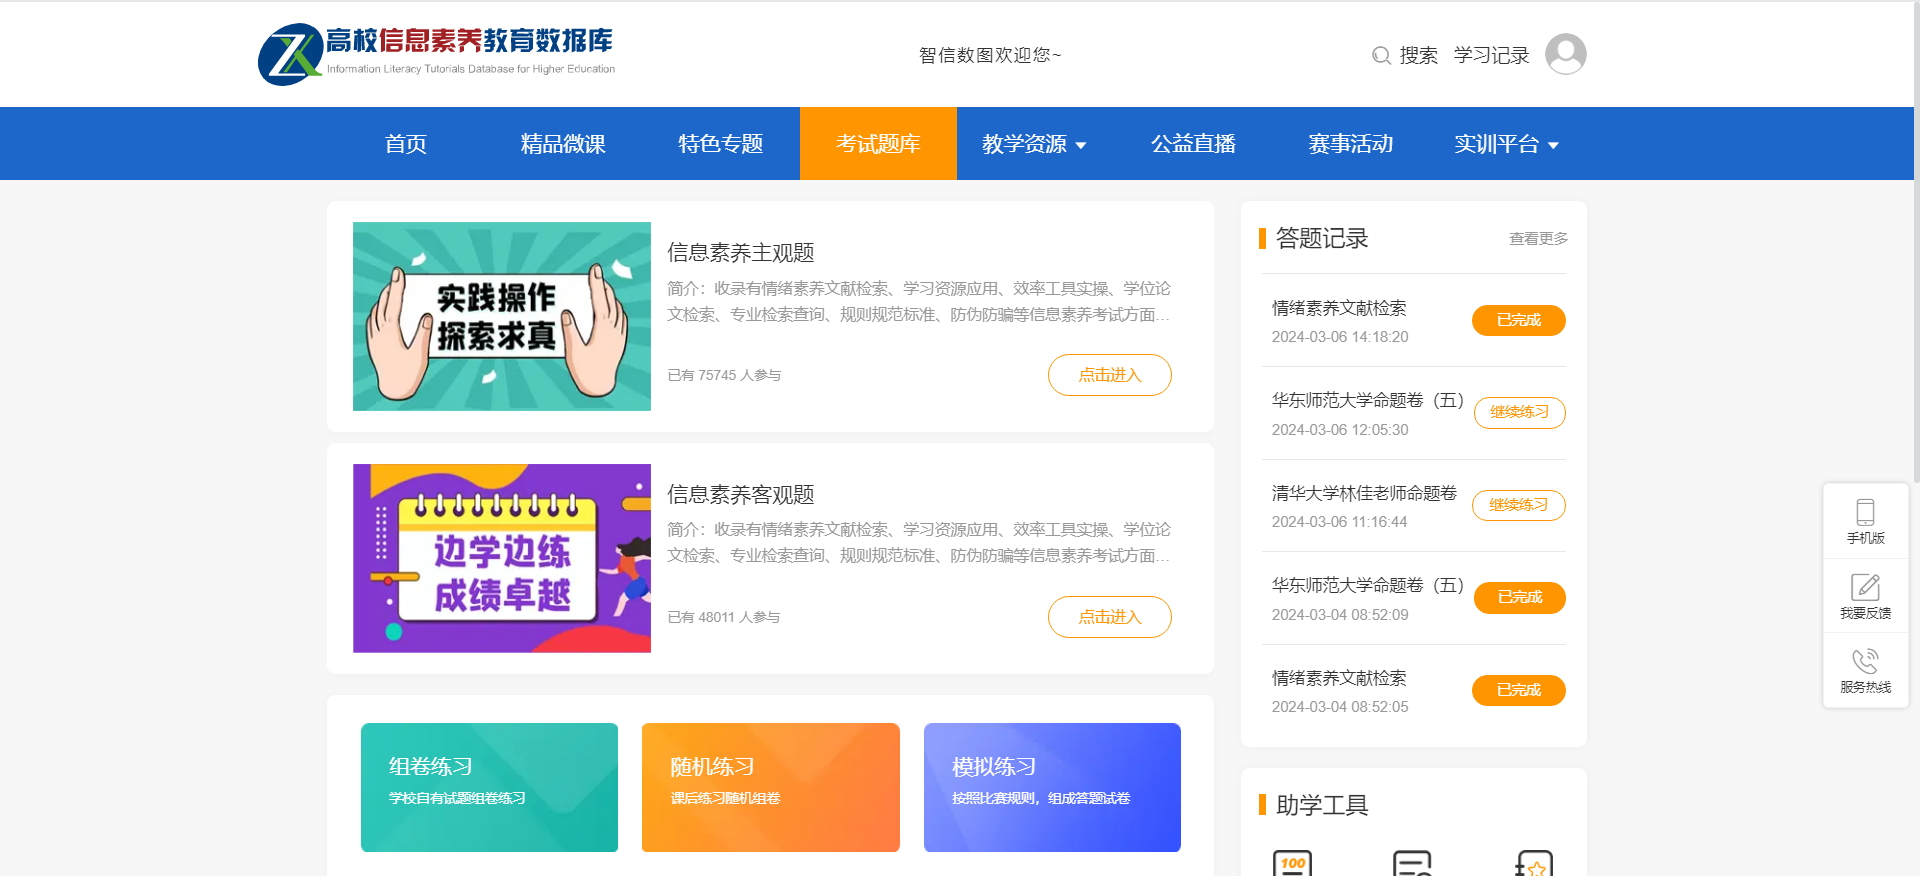 高校信息素养教育数据库
Information Literacy Tutorials Database for Higher Education
智信数图欢迎您~
搜索
学习记录
首页
精品微课
特色专题
考试题库
教学资源
公益直播
赛事活动
实训平台
实践操作
探索求真
信息素养主观题
简介：收录有情绪素养文献检索、学习资源应用、效率工具实操、学位论
文检索、专业检索查询、规则规范标准、防伪防骗等信息素养考试方面...
已有 75745 人参与
点击进入
边学边练
成绩卓越
信息素养客观题
简介：收录有情绪素养文献检索、学习资源应用、效率工具实操、学位论
文检索、专业检索查询、规则规范标准、防伪防骗等信息素养考试方面...
已有 48011 人参与
点击进入
组卷练习
学校自有试题组卷练习
随机练习
课后练习随机组卷
模拟练习
按照比赛规则，组成答题试卷
答题记录
查看更多
情绪素养文献检索
2024-03-06 14:18:20
已完成
华东师范大学命题卷（五）
2024-03-06 12:05:30
继续练习
清华大学林佳老师命题卷
2024-03-06 11:16:44
继续练习
华东师范大学命题卷（五）
2024-03-04 08:52:09
已完成
情绪素养文献检索
2024-03-04 08:52:05
已完成
助学工具
100
手机版
我要反馈
服务热线